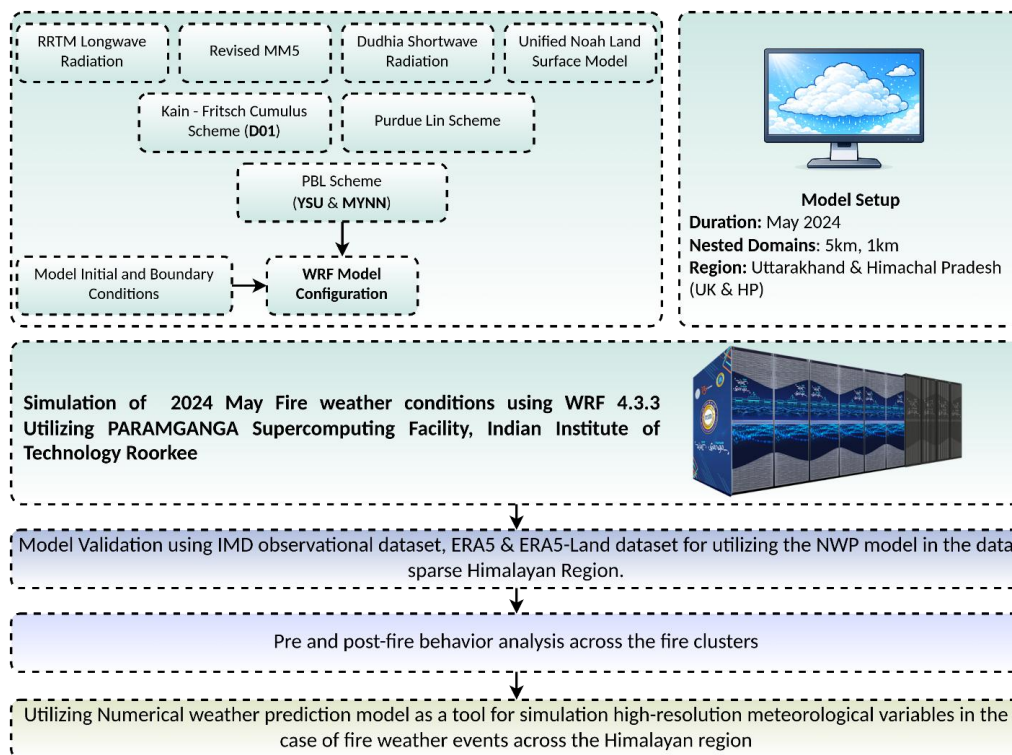 RRTM Longwave
Radiation
Revised MM5
Dudhia Shortwave
Radiation
Unified Noah Land
Surface Model
Kain - Fritsch Cumulus
Scheme (D01)
Purdue Lin Scheme
PBL Scheme
(YSU & MYNN)
Model Initial and Boundary
Conditions
WRF Model
Configuration
Model Setup
Duration: May 2024
Nested Domains: 5km, 1km
Region: Uttarakhand & Himachal Pradesh
(UK & HP)
Simulation of 2024 May Fire weather conditions using WRF 4.3.3
Utilizing PARAMGANGA Supercomputing Facility, Indian Institute of
Technology Roorkee
Model Validation using IMD observational dataset, ERA5 & ERA5-Land dataset for utilizing the NWP model in the data
sparse Himalayan Region.
Pre and post-fire behavior analysis across the fire clusters
Utilizing Numerical weather prediction model as a tool for simulation high-resolution meteorological variables in the
case of fire weather events across the Himalayan region